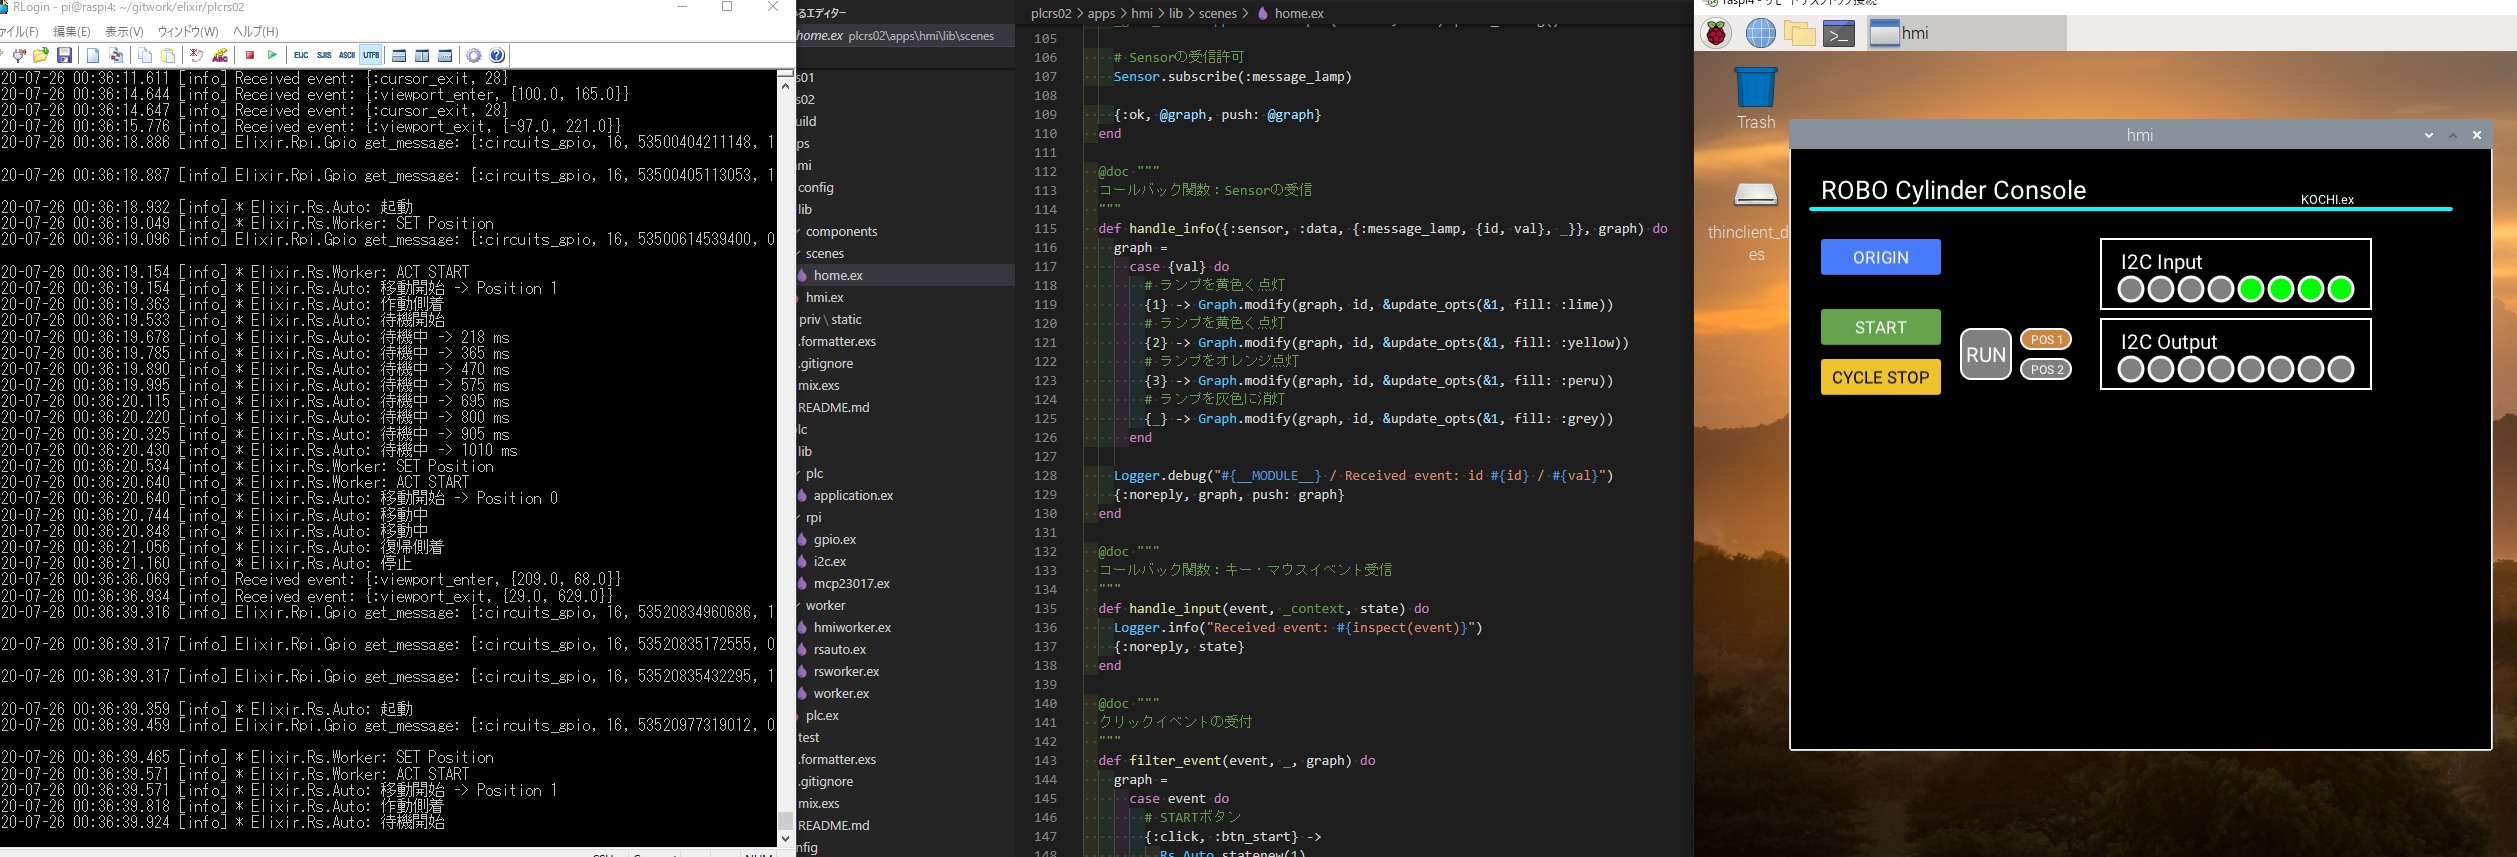 RLogin - pi@raspi4: ~/gitwork/elixir/plcrs02
ァイル(F) 編集(E) 表示(V) ウィンドウ(W) ヘルプ(H)
EUC SJIS ASCII UTF8
20-07-26 00:36:11.611 [info] Received event: {:cursor_exit, 28}
20-07-26 00:36:14.644 [info] Received event: {:viewport_enter, {100.0, 165.0}}
20-07-26 00:36:14.647 [info] Received event: {:cursor_exit, 28}
20-07-26 00:36:15.776 [info] Received event: {:viewport_exit, {-97.0, 221.0}}
20-07-26 00:36:18.886 [info] Elixir.Rpi.Gpio get_message: {:circuits_gpio, 16, 53500404211148, 1
20-07-26 00:36:18.887 [info] Elixir.Rpi.Gpio get_message: {:circuits_gpio, 16, 53500405113053, 1
20-07-26 00:36:18.932 [info] * Elixir.Rs.Auto: 起動
20-07-26 00:36:19.049 [info] * Elixir.Rs.Worker: SET Position
20-07-26 00:36:19.096 [info] Elixir.Rpi.Gpio get_message: {:circuits_gpio, 16, 53500614539400, 0
20-07-26 00:36:19.154 [info] * Elixir.Rs.Worker: ACT START
20-07-26 00:36:19.154 [info] * Elixir.Rs.Auto: 移動開始 -> Position 1
20-07-26 00:36:19.363 [info] * Elixir.Rs.Auto: 作動側着
20-07-26 00:36:19.533 [info] * Elixir.Rs.Auto: 待機開始
20-07-26 00:36:19.678 [info] * Elixir.Rs.Auto: 待機中 -> 218 ms
20-07-26 00:36:19.785 [info] * Elixir.Rs.Auto: 待機中 -> 365 ms
20-07-26 00:36:19.890 [info] * Elixir.Rs.Auto: 待機中 -> 470 ms
20-07-26 00:36:19.995 [info] * Elixir.Rs.Auto: 待機中 -> 575 ms
20-07-26 00:36:20.115 [info] * Elixir.Rs.Auto: 待機中 -> 695 ms
20-07-26 00:36:20.220 [info] * Elixir.Rs.Auto: 待機中 -> 800 ms
20-07-26 00:36:20.325 [info] * Elixir.Rs.Auto: 待機中 -> 905 ms
20-07-26 00:36:20.430 [info] * Elixir.Rs.Auto: 待機中 -> 1010 ms
20-07-26 00:36:20.534 [info] * Elixir.Rs.Worker: SET Position
20-07-26 00:36:20.640 [info] * Elixir.Rs.Worker: ACT START
20-07-26 00:36:20.640 [info] * Elixir.Rs.Auto: 移動開始 -> Position 0
20-07-26 00:36:20.744 [info] * Elixir.Rs.Auto: 移動中
20-07-26 00:36:20.848 [info] * Elixir.Rs.Auto: 移動中
20-07-26 00:36:21.056 [info] * Elixir.Rs.Auto: 復帰側着
20-07-26 00:36:21.160 [info] * Elixir.Rs.Auto: 停止
20-07-26 00:36:36.069 [info] Received event: {:viewport_enter, {209.0, 68.0}}
20-07-26 00:36:36.934 [info] Received event: {:viewport_exit, {29.0, 629.0}}
20-07-26 00:36:39.316 [info] Elixir.Rpi.Gpio get_message: {:circuits_gpio, 16, 53520834960686, 1
20-07-26 00:36:39.317 [info] Elixir.Rpi.Gpio get_message: {:circuits_gpio, 16, 53520835172555, 0
20-07-26 00:36:39.317 [info] Elixir.Rpi.Gpio get_message: {:circuits_gpio, 16, 53520835432295, 1
20-07-26 00:36:39.359 [info] * Elixir.Rs.Auto: 起動
20-07-26 00:36:39.459 [info] Elixir.Rpi.Gpio get_message: {:circuits_gpio, 16, 53520977319012, 0
20-07-26 00:36:39.465 [info] * Elixir.Rs.Worker: SET Position
20-07-26 00:36:39.571 [info] * Elixir.Rs.Worker: ACT START
20-07-26 00:36:39.571 [info] * Elixir.Rs.Auto: 移動開始 -> Position 1
20-07-26 00:36:39.818 [info] * Elixir.Rs.Auto: 作動側着
20-07-26 00:36:39.924 [info] * Elixir.Rs.Auto: 待機開始
るエディター
home.ex plcrs02\apps\hmi\lib\scenes
s01
s02
uild
ps
mi
config
lib
components
scenes
home.ex
hmi.ex
priv \ static
.formatter.exs
.gitignore
mix.exs
README.md
lc
lib
plc
application.ex
rpi
gpio.ex
i2c.ex
mcp23017.ex
worker
hmiworker.ex
rsauto.ex
rsworker.ex
worker.ex
plc.ex
test
.formatter.exs
.gitignore
mix.exs
README.md
nfig
plcrs02 > apps > hmi > lib > scenes > home.ex
105
106 # Sensorの受信許可
107 Sensor.subscribe(:message_lamp)
108
109 {:ok, @graph, push: @graph}
110 end
111
112 @doc """
113 コールバック関数：Sensorの受信
114 """
115 def handle_info({:sensor, :data, {:message_lamp, {id, val}, _}}, graph) do
116 graph =
117 case {val} do
118 # ランプを黄色く点灯
119 {1} -> Graph.modify(graph, id, &update_opts(&1, fill: :lime))
120 # ランプを黄色く点灯
121 {2} -> Graph.modify(graph, id, &update_opts(&1, fill: :yellow))
122 # ランプをオレンジ点灯
123 {3} -> Graph.modify(graph, id, &update_opts(&1, fill: :peru))
124 # ランプを灰色に消灯
125 {_} -> Graph.modify(graph, id, &update_opts(&1, fill: :grey))
126 end
127
128 Logger.debug("#{__MODULE__} / Received event: id #{id} / #{val}")
129 {:noreply, graph, push: graph}
130 end
131
132 @doc """
133 コールバック関数：キー・マウスイベント受信
134 """
135 def handle_input(event, _context, state) do
136 Logger.info("Received event: #{inspect(event)}")
137 {:noreply, state}
138 end
139
140 @doc """
141 クリックイベントの受付
142 """
143 def filter_event(event, _, graph) do
144 graph =
145 case event do
146 # STARTボタン
147 {:click, :btn_start} ->
148 Rs.Auto.statenew(1)
hmi
Trash
thinclient_d
es
hmi
ROBO Cylinder Console
KOCHI.ex
ORIGIN
START
CYCLE STOP
RUN
POS 1
POS 2
I2C Input
I2C Output